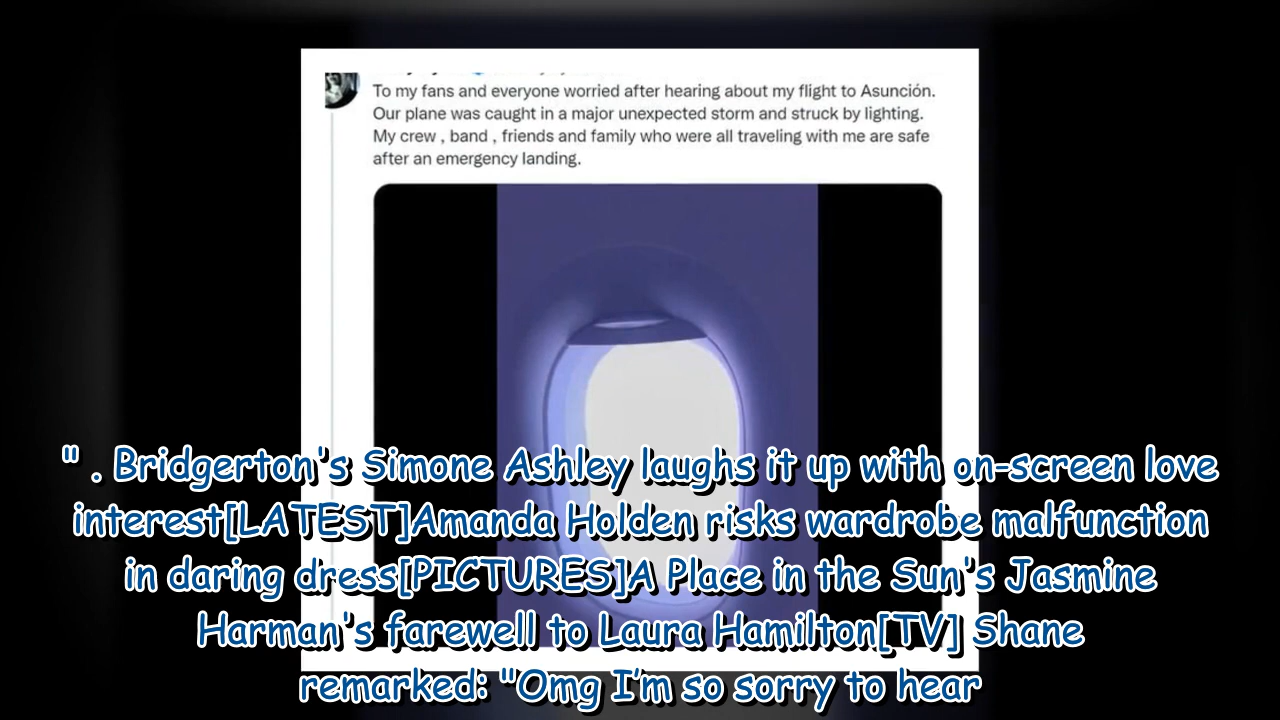 To my fans and everyone worried after hearing about my flight to Asunción.
Our plane was caught in a major unexpected storm and struck by lighting.
My crew , band , friends and family who were all traveling with me are safe
after an emergency landing.
" . Bridgerton's Simone Ashley laughs it up with on-screen love
interest[LATEST]Amanda Holden risks wardrobe malfunction
in daring dress[PICTURES]A Place in the Sun's Jasmine
Harman's farewell to Laura Hamilton[TV] Shane
remarked: "Omg I’m so sorry to hear